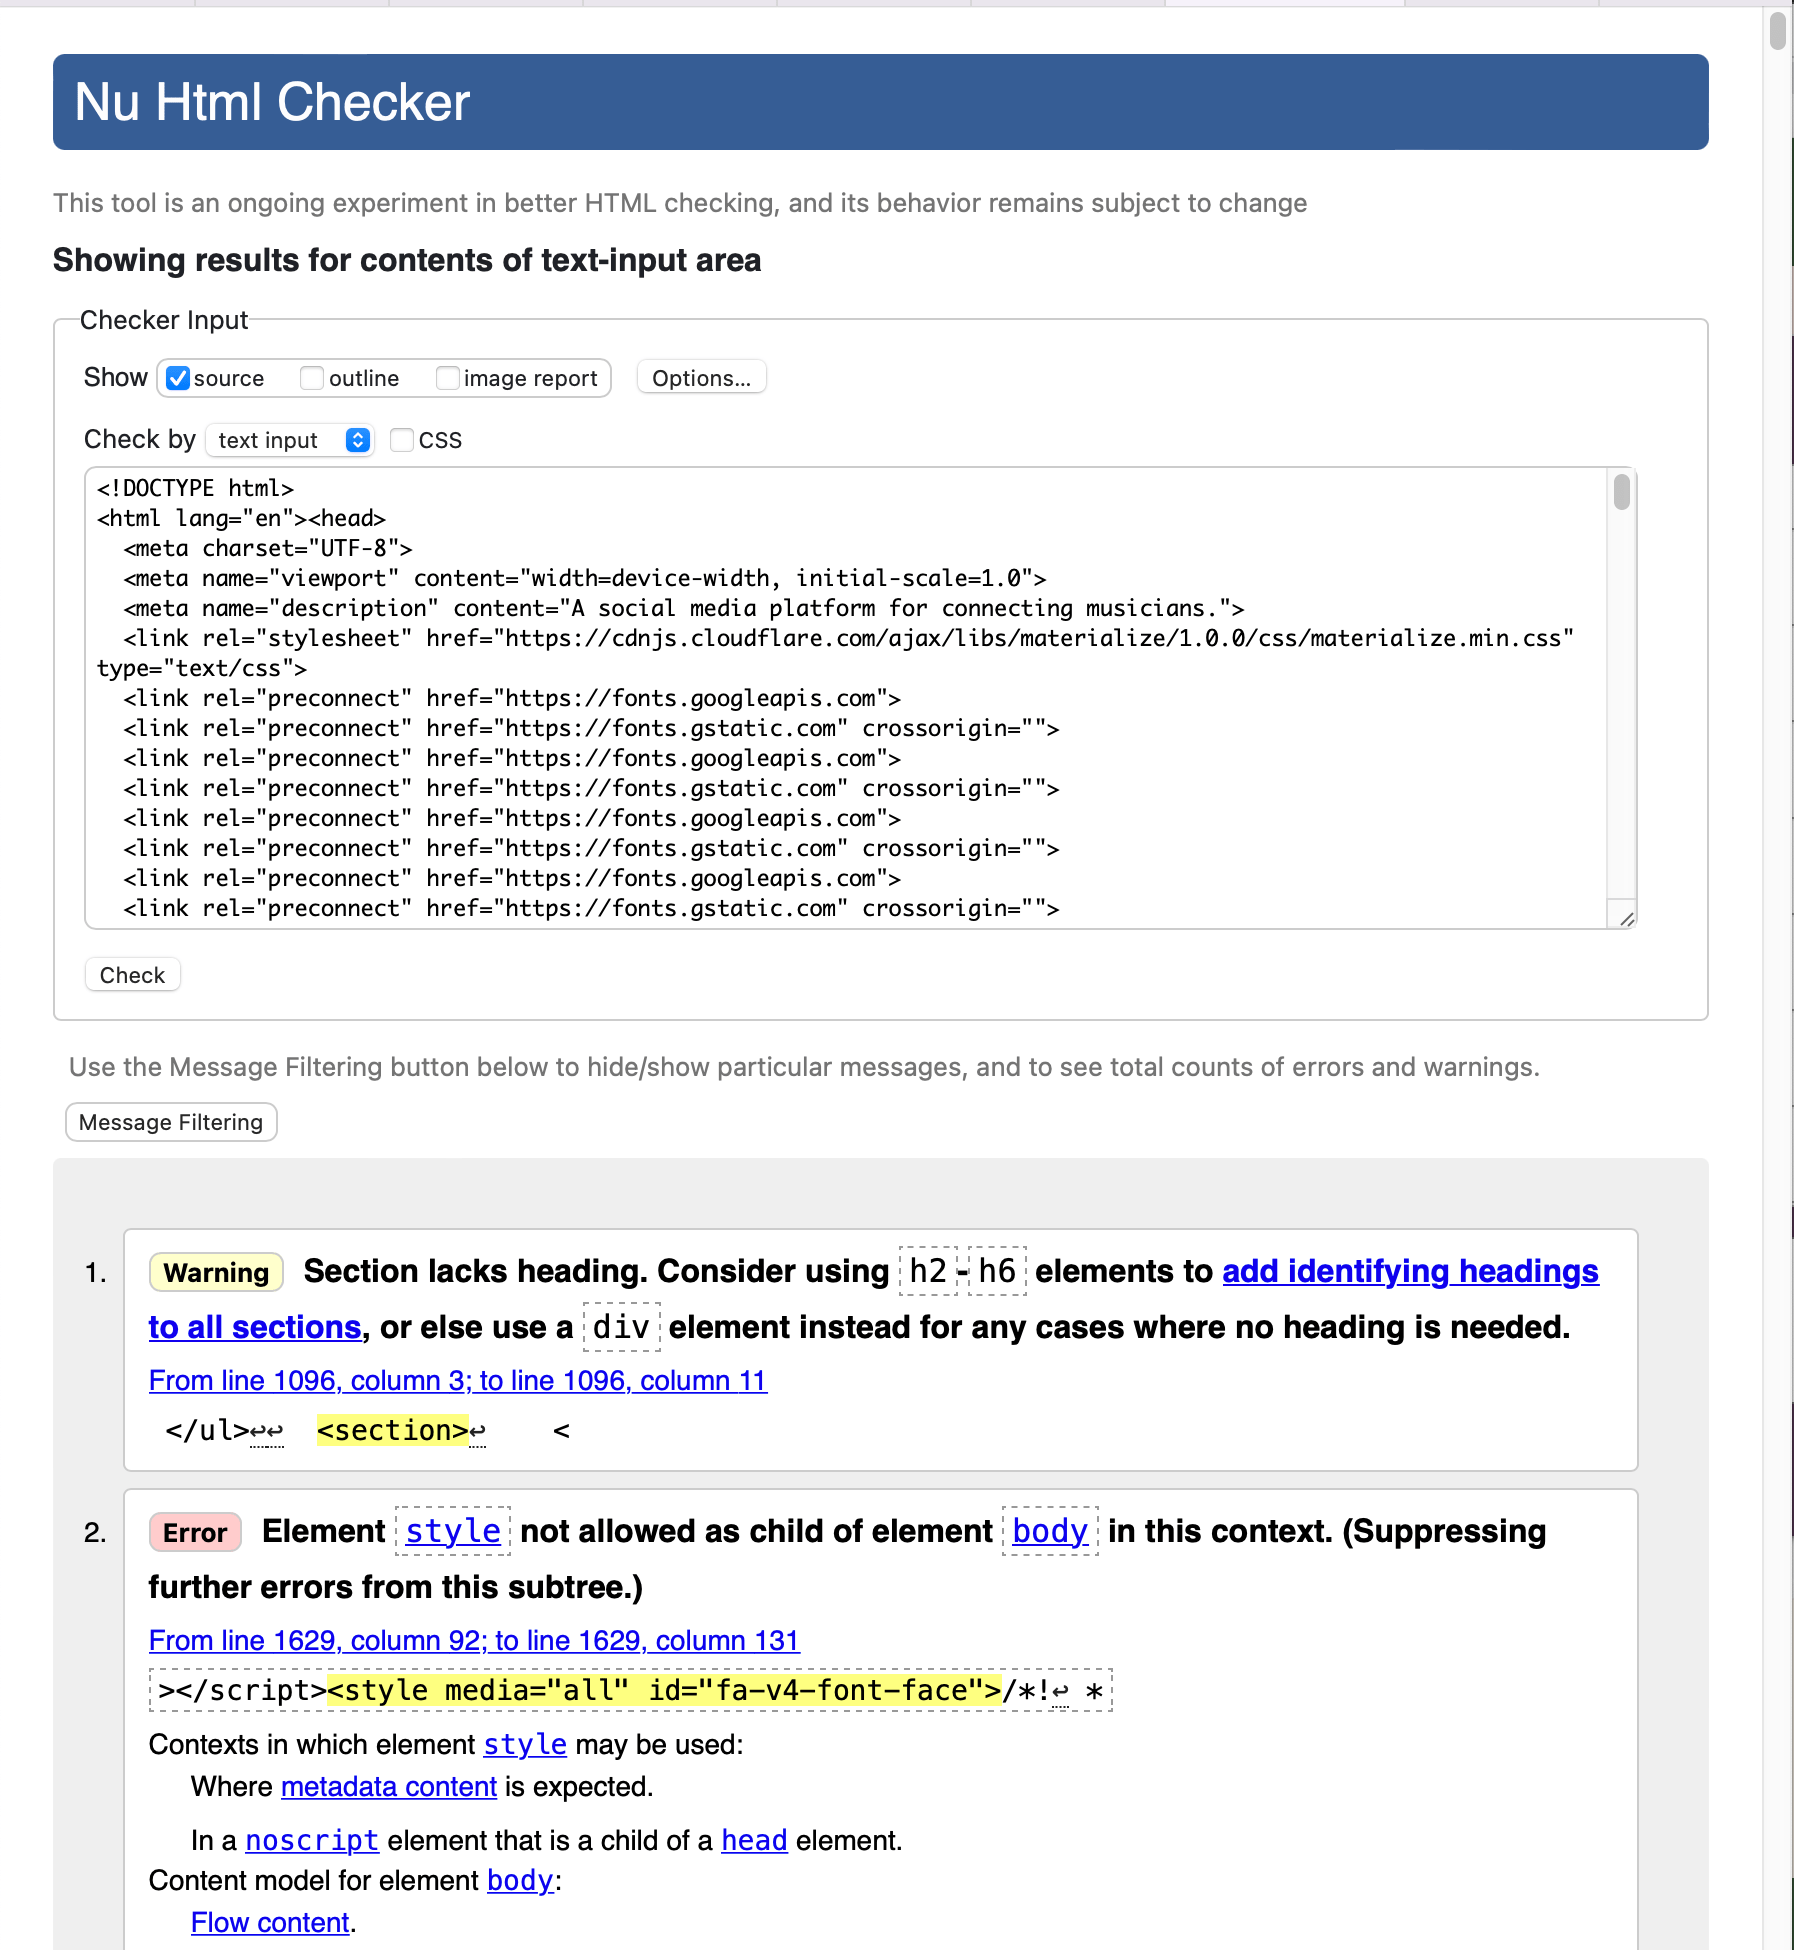 Nu Html Checker
This tool is an ongoing experiment in better HTML checking, and its behavior remains subject to change
Showing results for contents of text-input area
Checker Input
Show source outline image report Options...
Check by text input CSS
<!DOCTYPE html>
<html lang="en"><head>
  <meta charset="UTF-8">
  <meta name="viewport" content="width=device-width, initial-scale=1.0">
  <meta name="description" content="A social media platform for connecting musicians.">
  <link rel="stylesheet" href="https://cdnjs.cloudflare.com/ajax/libs/materialize/1.0.0/css/materialize.min.css"
type="text/css">
  <link rel="preconnect" href="https://fonts.googleapis.com">
  <link rel="preconnect" href="https://fonts.gstatic.com" crossorigin="">
  <link rel="preconnect" href="https://fonts.googleapis.com">
  <link rel="preconnect" href="https://fonts.gstatic.com" crossorigin="">
  <link rel="preconnect" href="https://fonts.googleapis.com">
  <link rel="preconnect" href="https://fonts.gstatic.com" crossorigin="">
  <link rel="preconnect" href="https://fonts.googleapis.com">
  <link rel="preconnect" href="https://fonts.gstatic.com" crossorigin="">
Check
Use the Message Filtering button below to hide/show particular messages, and to see total counts of errors and warnings.
Message Filtering
1. Warning Section lacks heading. Consider using h2-h6 elements to add identifying headings
to all sections, or else use a div element instead for any cases where no heading is needed.
From line 1096, column 3; to line 1096, column 11
</ul>↩↩  <section>↩    <
2. Error Element style not allowed as child of element body in this context. (Suppressing
further errors from this subtree.)
From line 1629, column 92; to line 1629, column 131
></script><style media="all" id="fa-v4-font-face">/*!↩ *
Contexts in which element style may be used:
Where metadata content is expected.
In a noscript element that is a child of a head element.
Content model for element body:
Flow content.